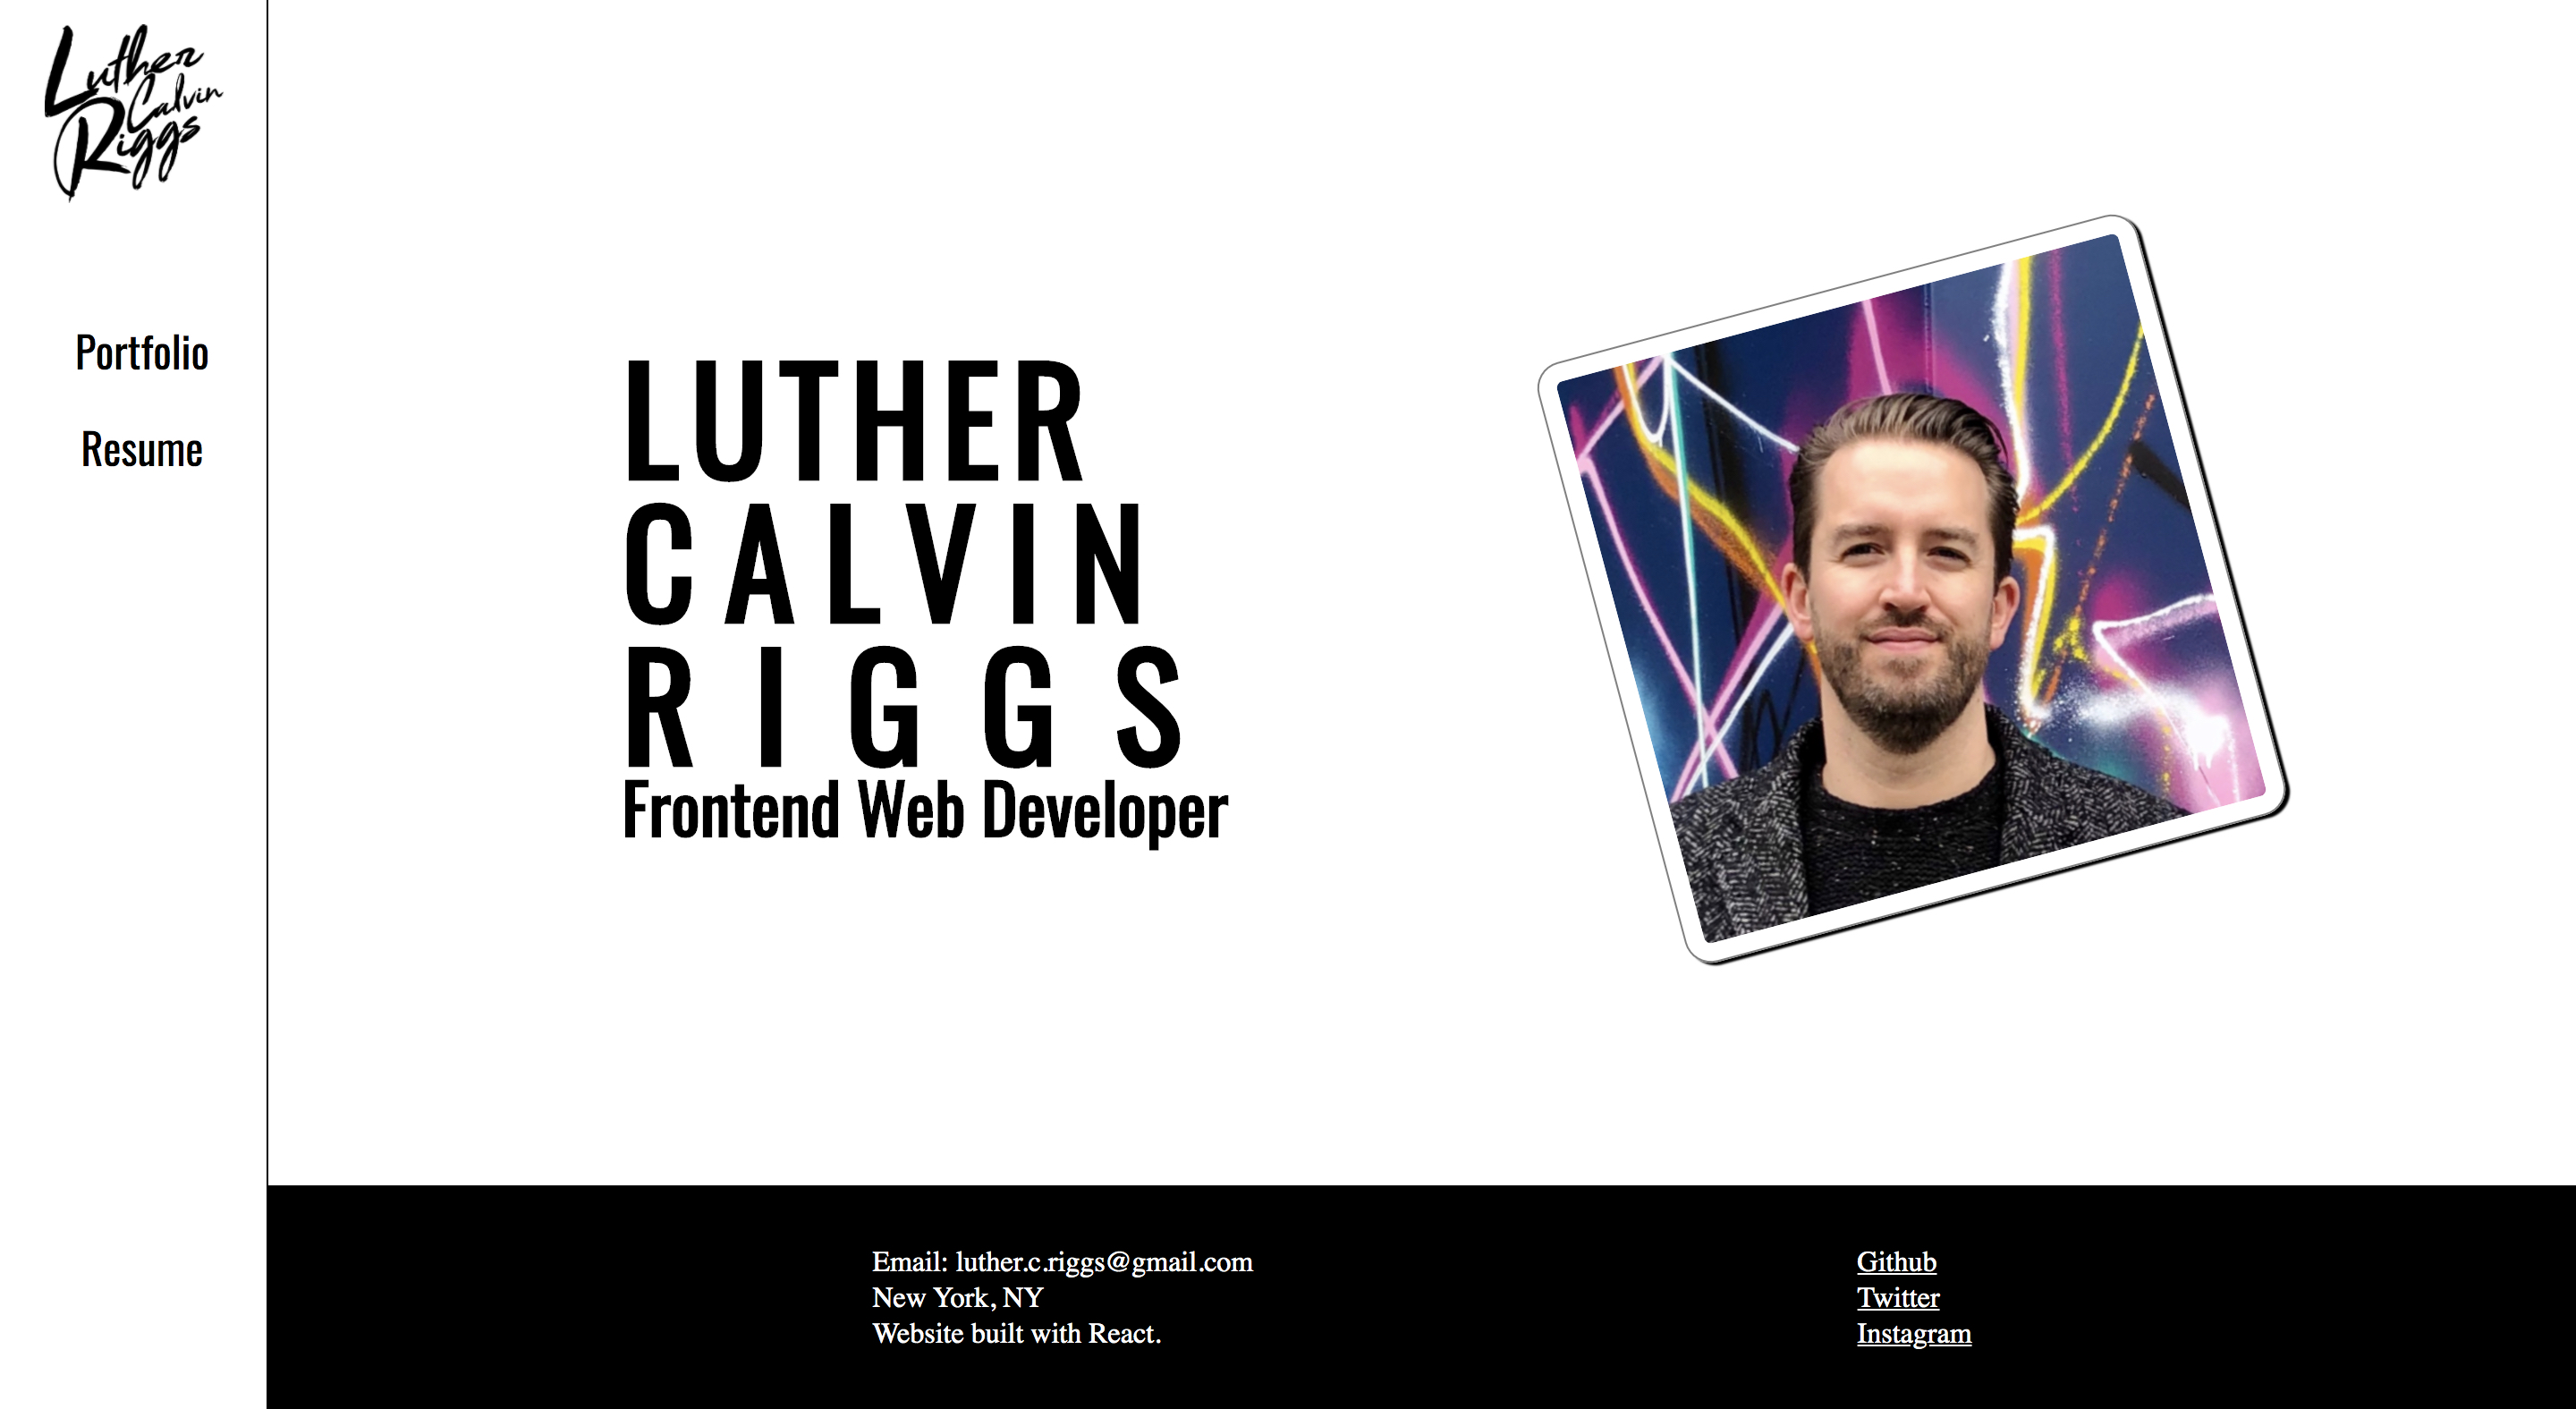 Luther
Calvin
Riggs
Portfolio
Resume
LUTHER
CALVIN
RIGGS
Frontend Web Developer
Email: luther.c.riggs@gmail.com
New York, NY
Website built with React.
Github
Twitter
Instagram